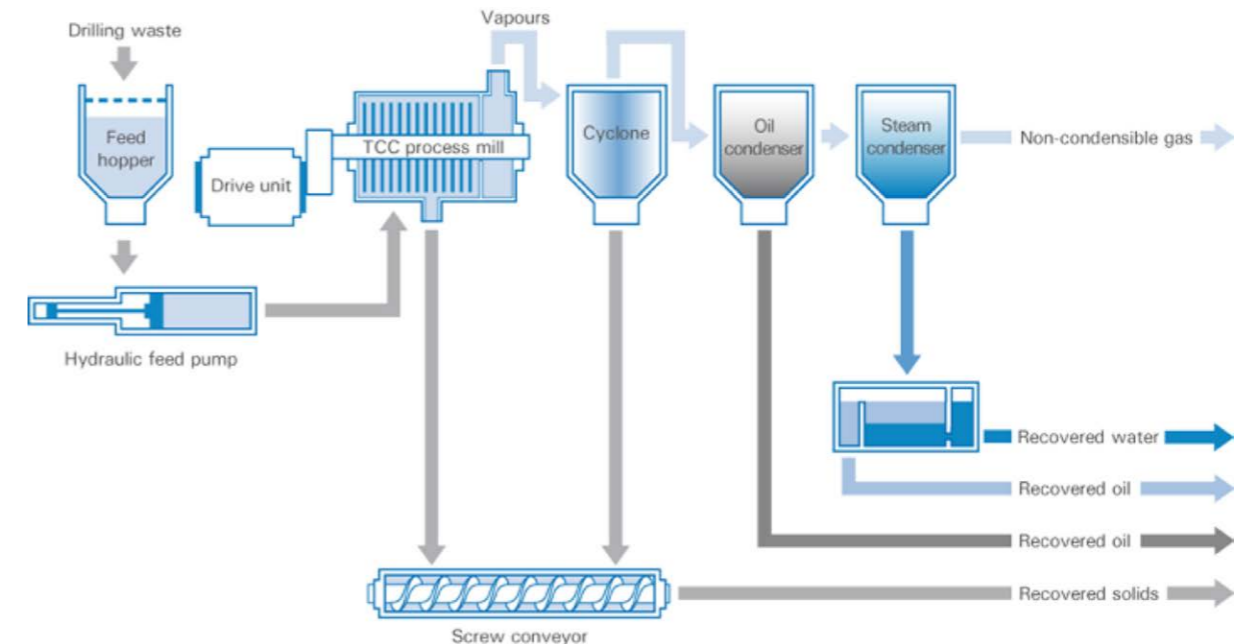 Drilling waste
Vapours
Feed
hopper
Drive unit
TCC process mill
Cyclone
Oil
condenser
Steam
condenser
Non-condensible gas
Hydraulic feed pump
Recovered water
Recovered oil
Recovered oil
Recovered solids
Screw conveyor